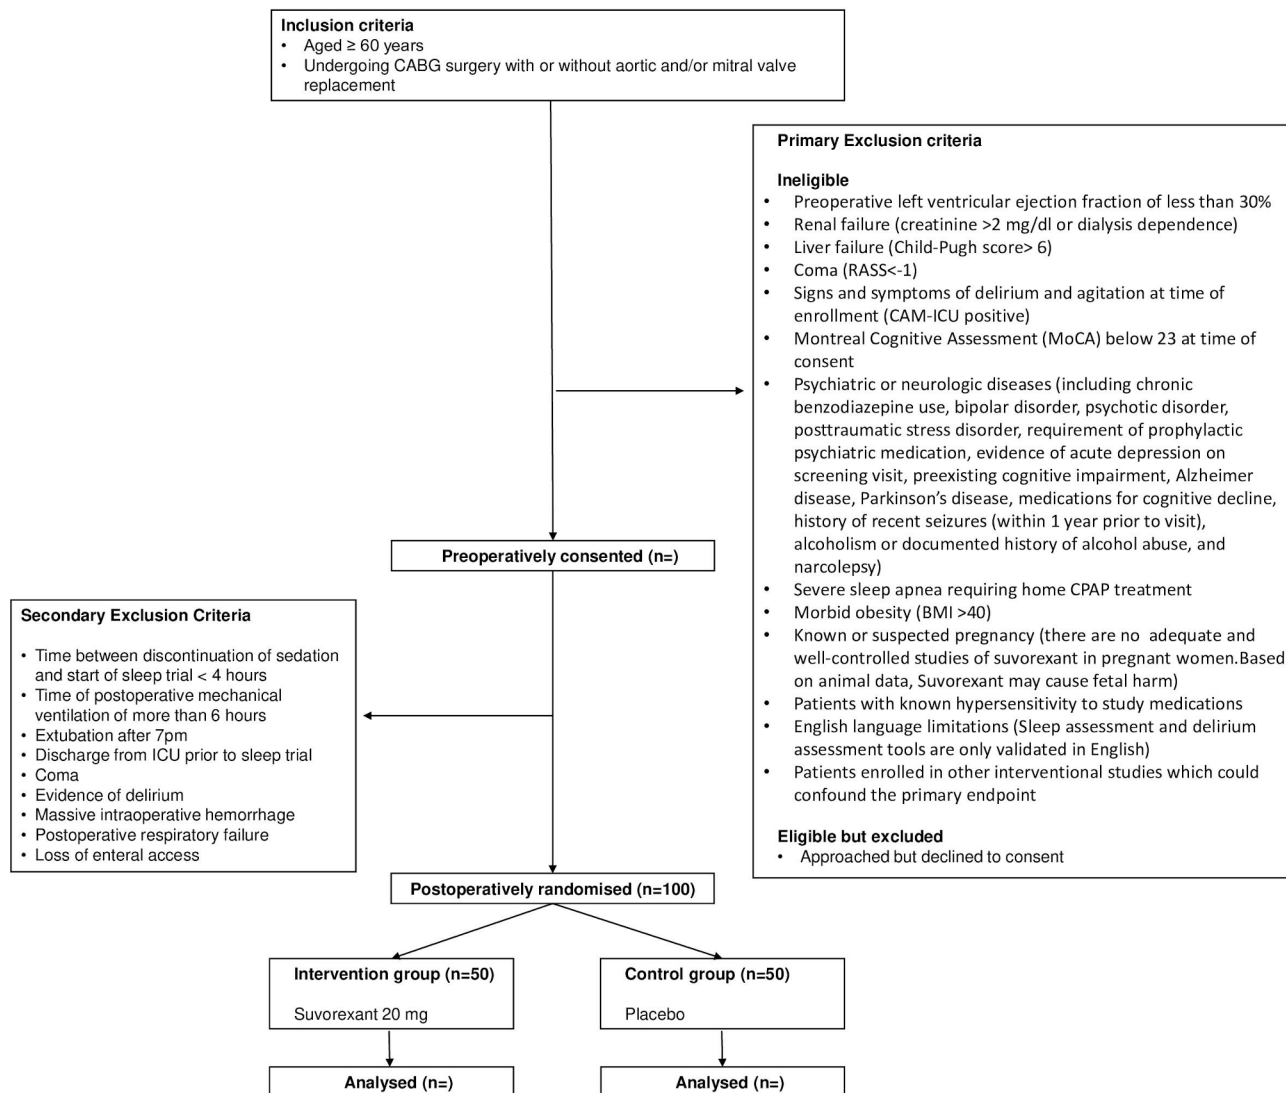 Inclusion criteria
• Aged ≥ 60 years
• Undergoing CABG surgery with or without aortic and/or mitral valve
replacement
Primary Exclusion criteria
Ineligible
• Preoperative left ventricular ejection fraction of less than 30%
• Renal failure (creatinine >2 mg/dl or dialysis dependence)
• Liver failure (Child-Pugh score> 6)
• Coma (RASS<-1)
• Signs and symptoms of delirium and agitation at time of
enrollment (CAM-ICU positive)
• Montreal Cognitive Assessment (MoCA) below 23 at time of
consent
• Psychiatric or neurologic diseases (including chronic
benzodiazepine use, bipolar disorder, psychotic disorder,
posttraumatic stress disorder, requirement of prophylactic
psychiatric medication, evidence of acute depression on
screening visit, preexisting cognitive impairment, Alzheimer
disease, Parkinson's disease, medications for cognitive decline,
history of recent seizures (within 1 year prior to visit),
alcoholism or documented history of alcohol abuse, and
narcolepsy)
• Severe sleep apnea requiring home CPAP treatment
• Morbid obesity (BMI >40)
• Known or suspected pregnancy (there are no adequate and
well-controlled studies of suvorexant in pregnant women.Based
on animal data, Suvorexant may cause fetal harm)
• Patients with known hypersensitivity to study medications
• English language limitations (Sleep assessment and delirium
assessment tools are only validated in English)
• Patients enrolled in other interventional studies which could
confound the primary endpoint
Eligible but excluded
• Approached but declined to consent
Preoperatively consented (n=)
Secondary Exclusion Criteria
• Time between discontinuation of sedation
and start of sleep trial < 4 hours
• Time of postoperative mechanical
ventilation of more than 6 hours
• Extubation after 7pm
• Discharge from ICU prior to sleep trial
• Coma
• Evidence of delirium
• Massive intraoperative hemorrhage
• Postoperative respiratory failure
• Loss of enteral access
Postoperatively randomised (n=100)
Intervention group (n=50)
Suvorexant 20 mg
Control group (n=50)
Placebo
Analysed (n=)
Analysed (n=)